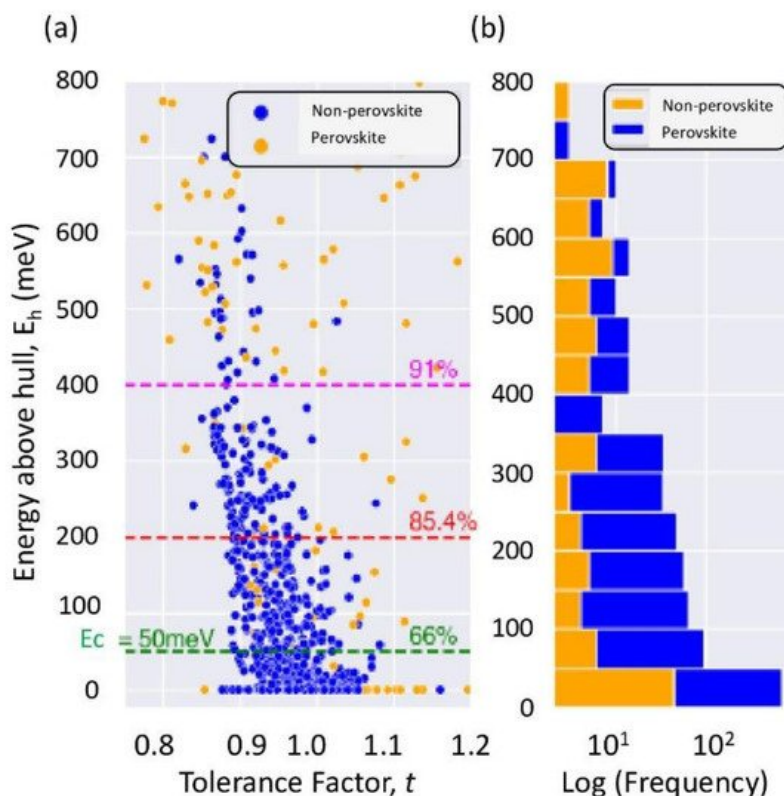 (a)
(b)
Energy above hull, E_h (meV)
800
700
600
500
400
300
200
100
0
Non-perovskite
Perovskite
91%
85.4%
66%
Ec = 50meV
0.8 0.9 1.0 1.1 1.2
Tolerance Factor, t
800
700
600
500
400
300
200
100
0
Non-perovskite
Perovskite
10¹ 10²
Log (Frequency)